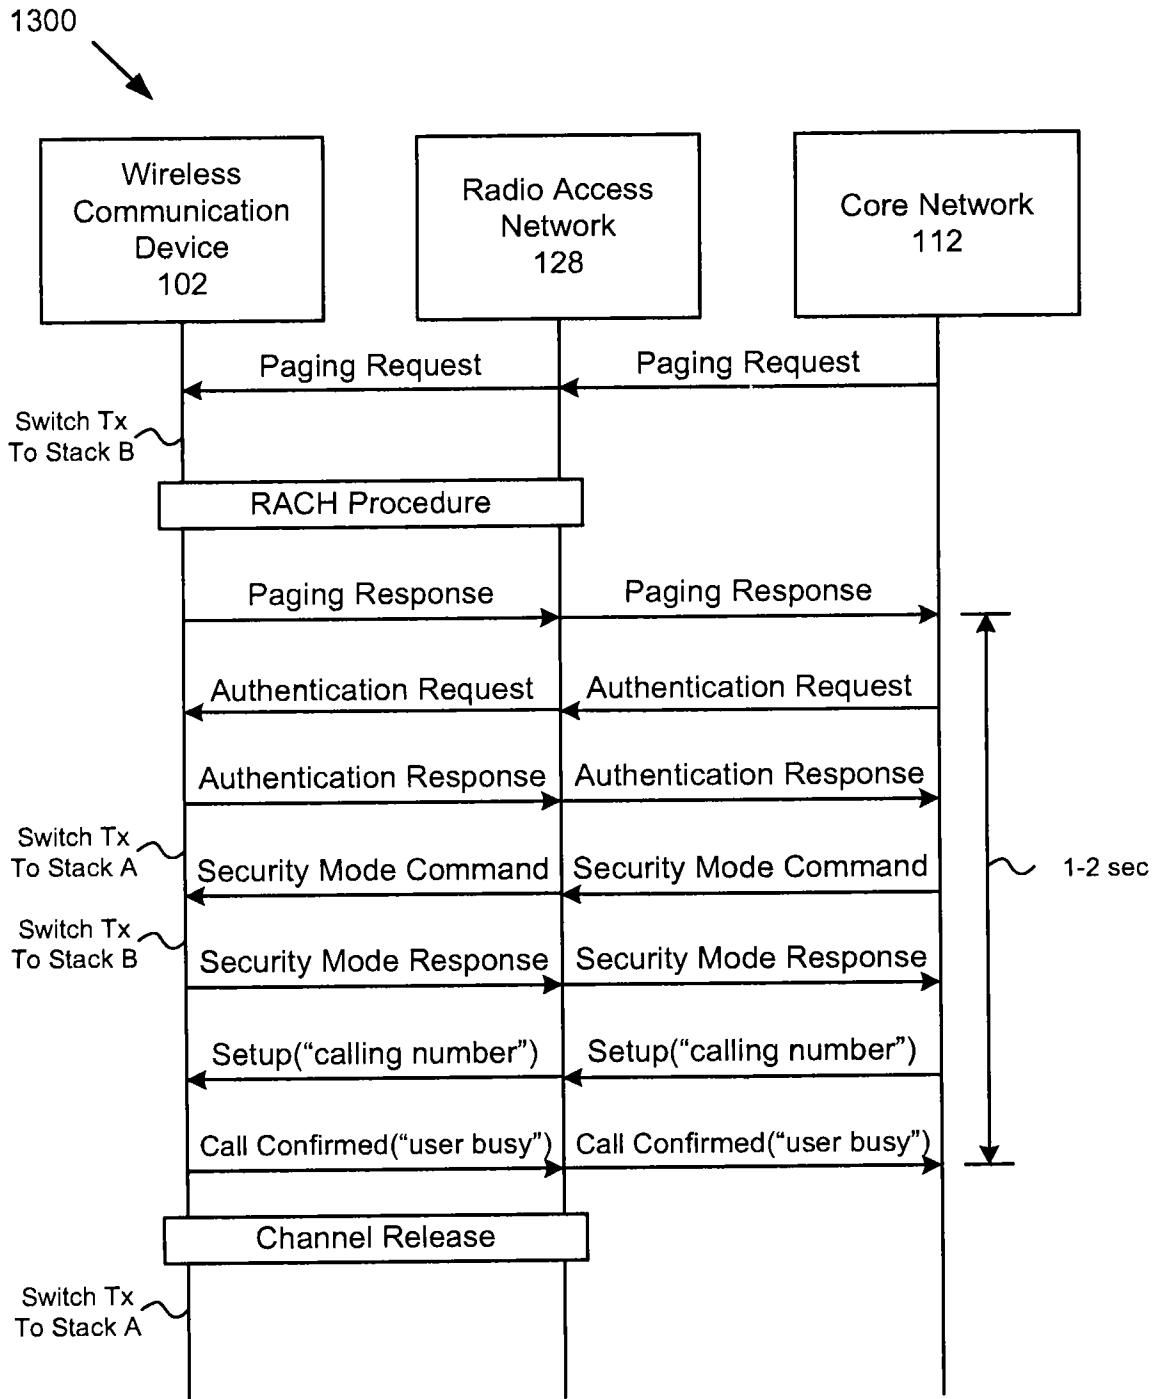 1300
Wireless
Communication
Device
102
Radio Access
Network
128
Core Network
112
Paging Request
Paging Request
Switch Tx
To Stack B
RACH Procedure
Paging Response
Paging Response
Authentication Request
Authentication Request
Authentication Response
Authentication Response
Switch Tx
To Stack A
Security Mode Command
Security Mode Command
1-2 sec
Switch Tx
To Stack B
Security Mode Response
Security Mode Response
Setup(“calling number”)
Setup(“calling number”)
Call Confirmed(“user busy”)
Call Confirmed(“user busy”)
Channel Release
Switch Tx
To Stack A